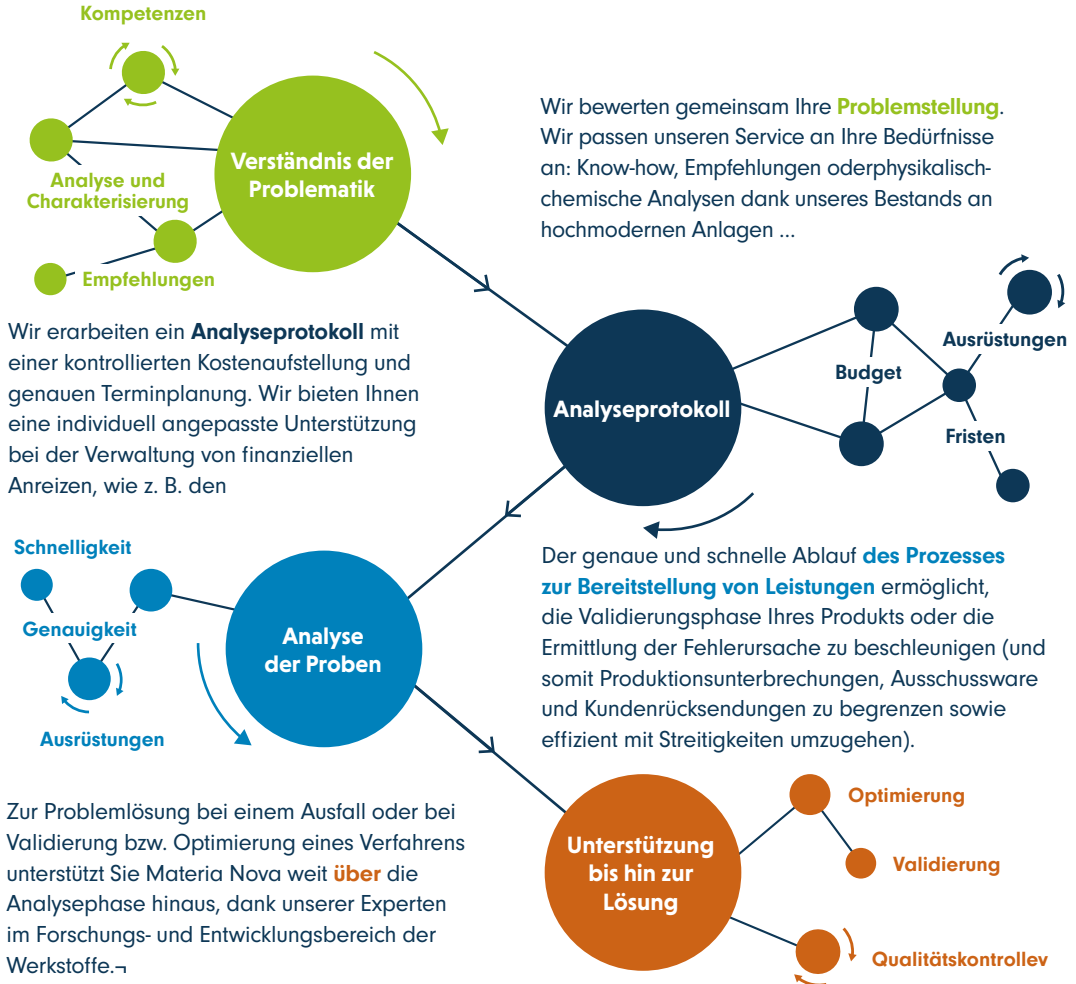 Kompetenzen
Verständnis der
Problematik
Analyse und
Charakterisierung
Empfehlungen
Wir bewerten gemeinsam Ihre Problemstellung.
Wir passen unseren Service an Ihre Bedürfnisse
an: Know-how, Empfehlungen oderphysikalisch-
chemische Analysen dank unseres Bestands an
hochmodernen Anlagen ...
Wir erarbeiten ein Analyseprotokoll mit
einer kontrollierten Kostenaufstellung und
genauen Terminplanung. Wir bieten Ihnen
eine individuell angepasste Unterstützung
bei der Verwaltung von finanziellen
Anreizen, wie z. B. den
Analyseprotokoll
Budget
Ausrüstungen
Fristen
Schnelligkeit
Genauigkeit
Ausrüstungen
Analyse
der Proben
Der genaue und schnelle Ablauf des Prozesses
zur Bereitstellung von Leistungen ermöglicht,
die Validierungsphase Ihres Produkts oder die
Ermittlung der Fehlerursache zu beschleunigen (und
somit Produktionsunterbrechungen, Ausschussware
und Kundenrücksendungen zu begrenzen sowie
effizient mit Streitigkeiten umzugehen).
Zur Problemlösung bei einem Ausfall oder bei
Validierung bzw. Optimierung eines Verfahrens
unterstützt Sie Materia Nova weit über die
Analysephase hinaus, dank unserer Experten
im Forschungs- und Entwicklungsbereich der
Werkstoffe.¬
Unterstützung
bis hin zur
Lösung
Optimierung
Validierung
Qualitätskontrollev